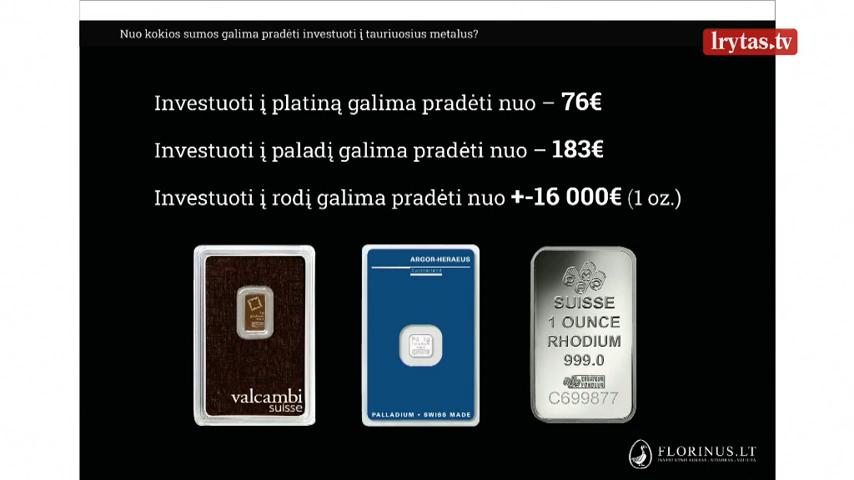 Nuo kokios sumos galima pradėti investuoti į tauriuosius metalus?
lrytas.tv
Investuoti į platiną galima pradėti nuo – 76€
Investuoti į paladį galima pradėti nuo – 183€
Investuoti į rodį galima pradėti nuo +-16 000€ (1 oz.)
valcambi
suisse
ARGOR-HERAEUS
Switzerland
PALLADIUM • SWISS MADE
PAMP
SUISSE
1 OUNCE
RHODIUM
999.0
C699877
FLORINUS.LT